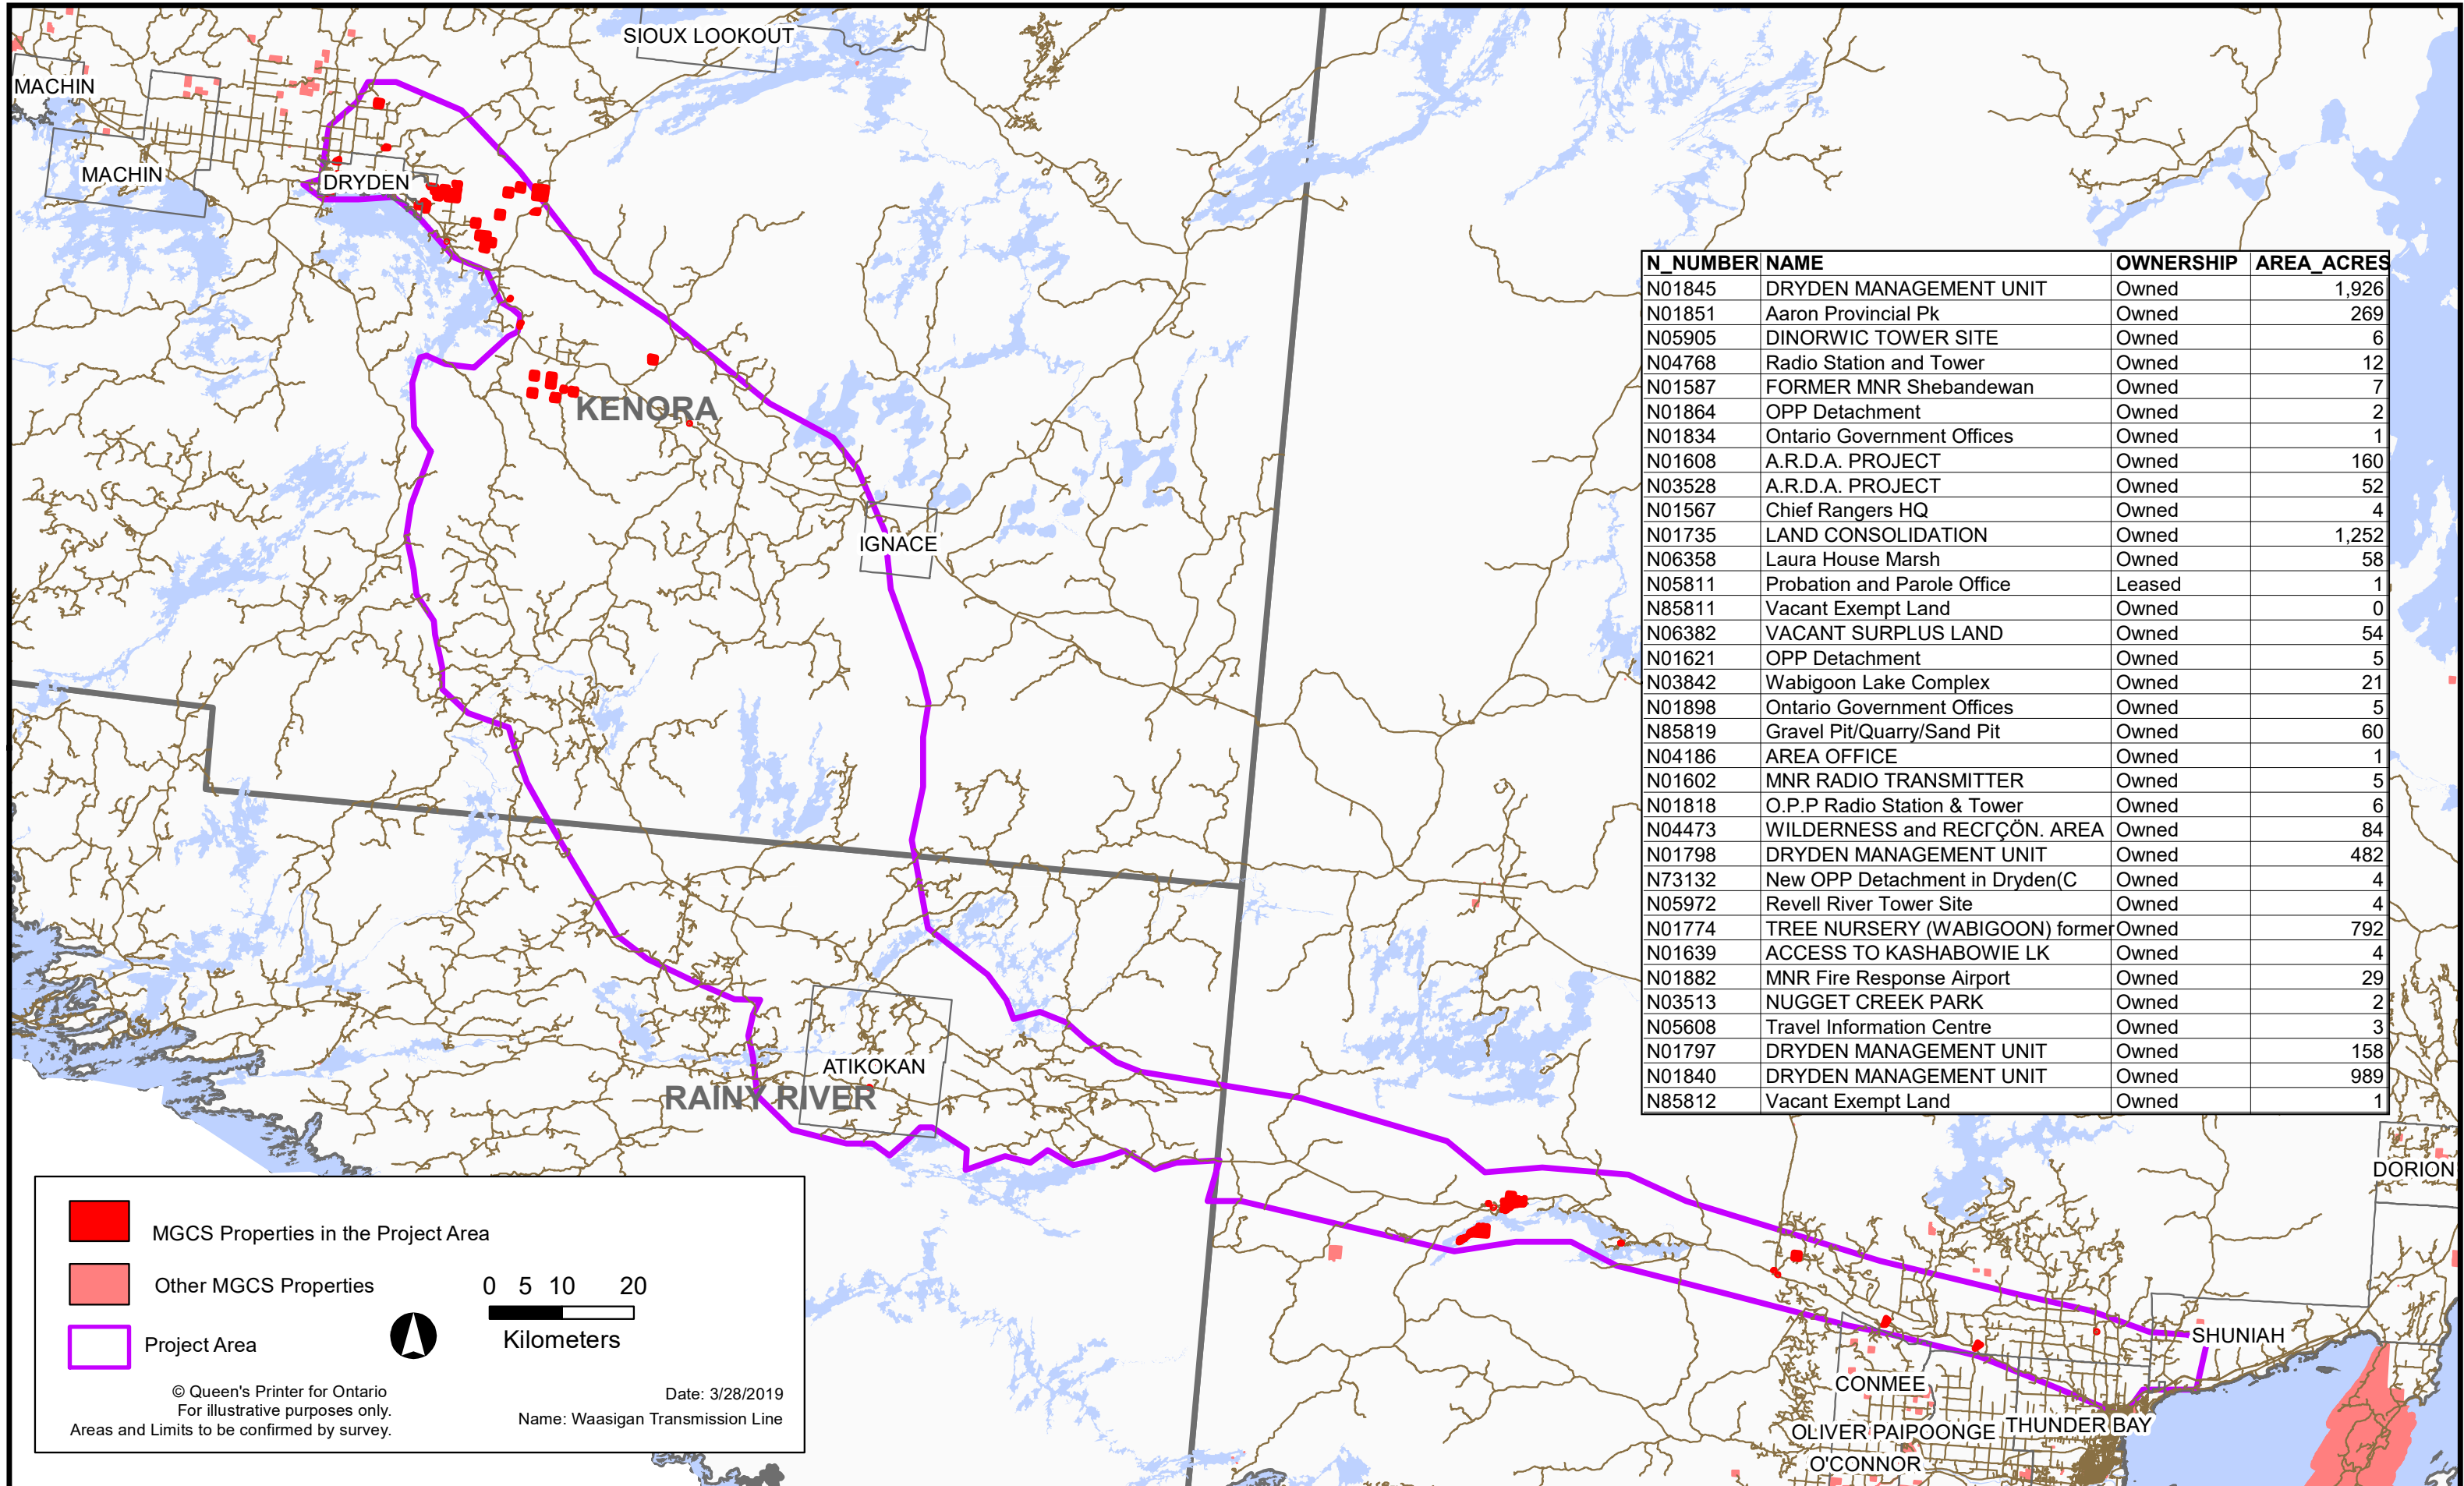 SIOUX LOOKOUT
MACHIN
MACHIN
DRYDEN
KENORA
IGNACE
ATIKOKAN
RAINY RIVER
N_NUMBER NAME OWNERSHIP AREA_ACRES
N01845 DRYDEN MANAGEMENT UNIT Owned 1,926
N01851 Aaron Provincial Pk Owned 269
N05905 DINORWIC TOWER SITE Owned 6
N04768 Radio Station and Tower Owned 12
N01587 FORMER MNR Shebandewan Owned 7
N01864 OPP Detachment Owned 2
N01834 Ontario Government Offices Owned 1
N01608 A.R.D.A. PROJECT Owned 160
N03528 A.R.D.A. PROJECT Owned 52
N01567 Chief Rangers HQ Owned 4
N01735 LAND CONSOLIDATION Owned 1,252
N06358 Laura House Marsh Owned 58
N05811 Probation and Parole Office Leased 1
N85811 Vacant Exempt Land Owned 0
N06382 VACANT SURPLUS LAND Owned 54
N01621 OPP Detachment Owned 5
N03842 Wabigoon Lake Complex Owned 21
N01898 Ontario Government Offices Owned 5
N85819 Gravel Pit/Quarry/Sand Pit Owned 60
N04186 AREA OFFICE Owned 1
N01602 MNR RADIO TRANSMITTER Owned 5
N01818 O.P.P Radio Station & Tower Owned 6
N04473 WILDERNESS and RECΓÇÖN. AREA Owned 84
N01798 DRYDEN MANAGEMENT UNIT Owned 482
N73132 New OPP Detachment in Dryden(C Owned 4
N05972 Revell River Tower Site Owned 4
N01774 TREE NURSERY (WABIGOON) former Owned 792
N01639 ACCESS TO KASHABOWIE LK Owned 4
N01882 MNR Fire Response Airport Owned 29
N03513 NUGGET CREEK PARK Owned 2
N05608 Travel Information Centre Owned 3
N01797 DRYDEN MANAGEMENT UNIT Owned 158
N01840 DRYDEN MANAGEMENT UNIT Owned 989
N85812 Vacant Exempt Land Owned 1
DORION
SHUNIAH
CONMEE
OLIVER PAIPOONGE
THUNDER BAY
O'CONNOR
MGCS Properties in the Project Area
Other MGCS Properties
Project Area
0 5 10 20
Kilometers
© Queen's Printer for Ontario
For illustrative purposes only.
Areas and Limits to be confirmed by survey.
Date: 3/28/2019
Name: Waasigan Transmission Line